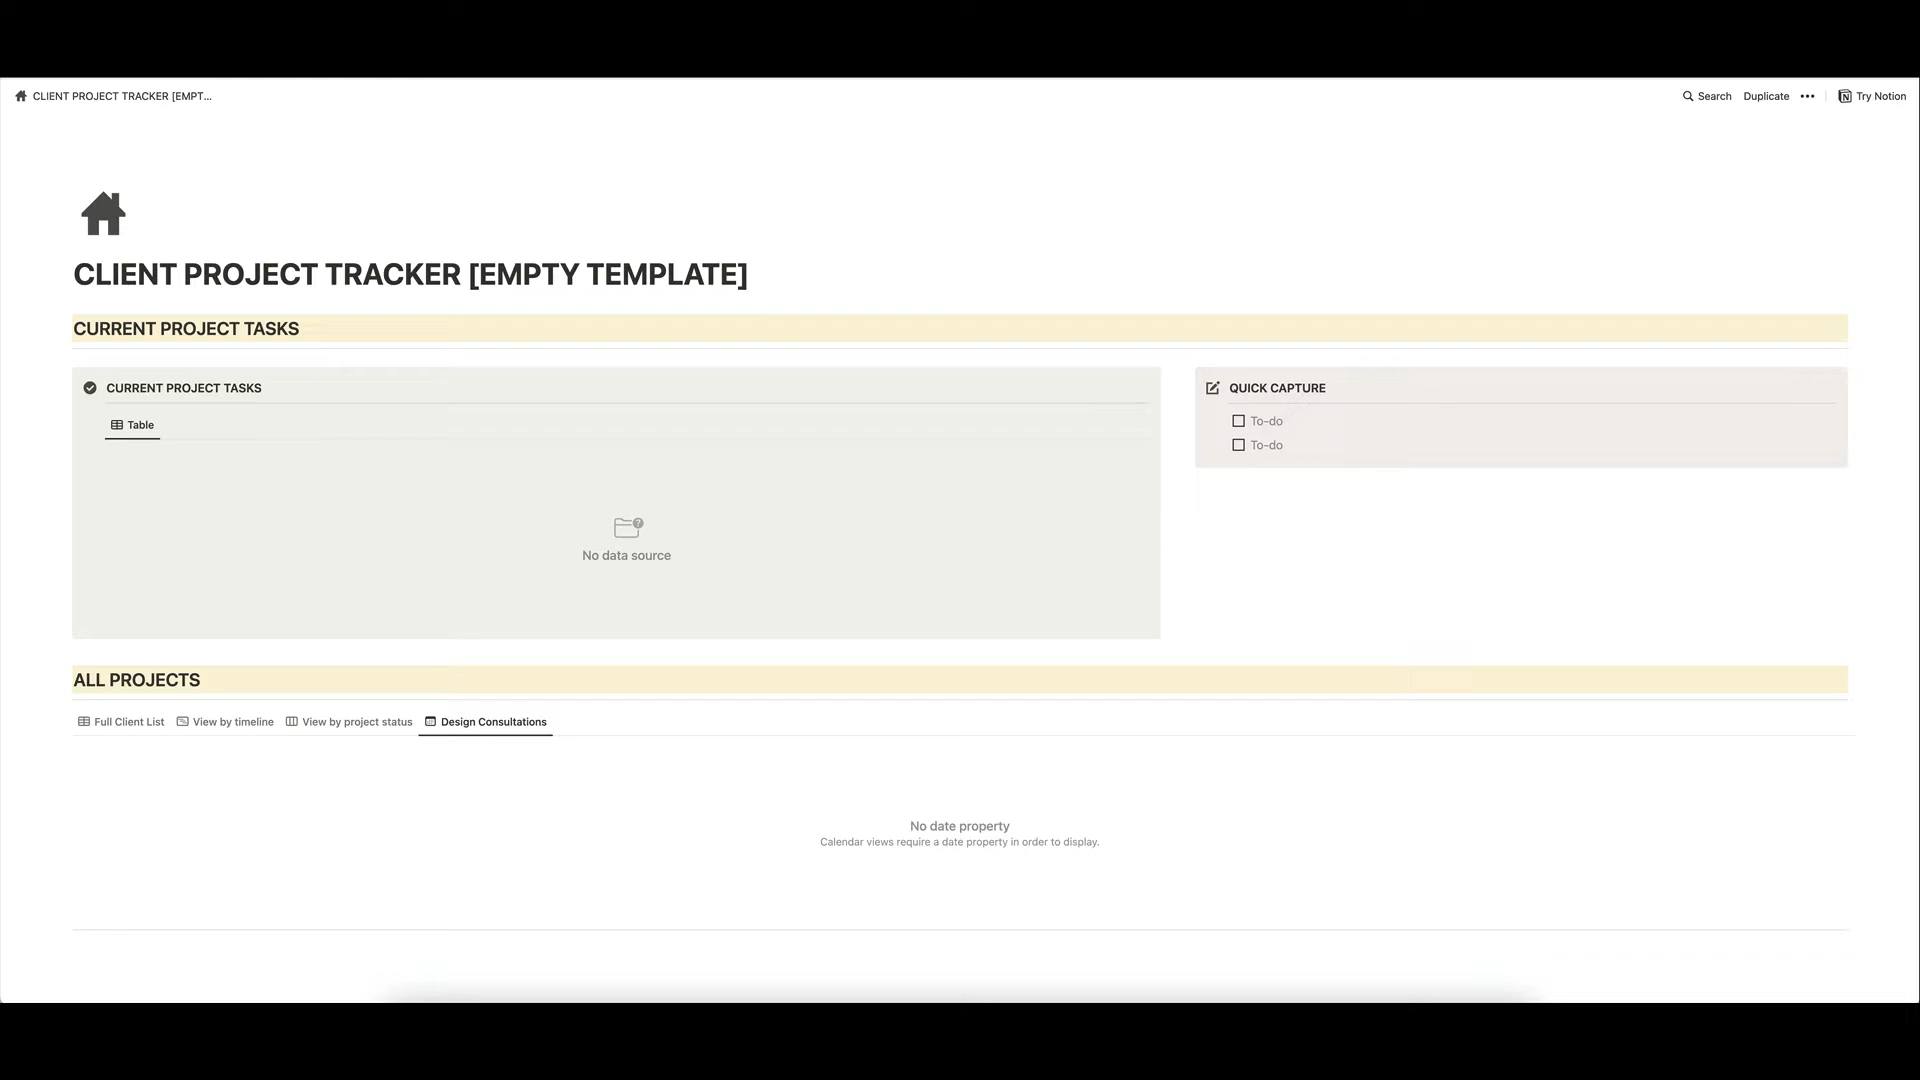 CLIENT PROJECT TRACKER [EMPT...
Search Duplicate ••• Try Notion
CLIENT PROJECT TRACKER [EMPTY TEMPLATE]
CURRENT PROJECT TASKS
CURRENT PROJECT TASKS
Table
No data source
QUICK CAPTURE
To-do
To-do
ALL PROJECTS
Full Client List View by timeline View by project status Design Consultations
No date property
Calendar views require a date property in order to display.